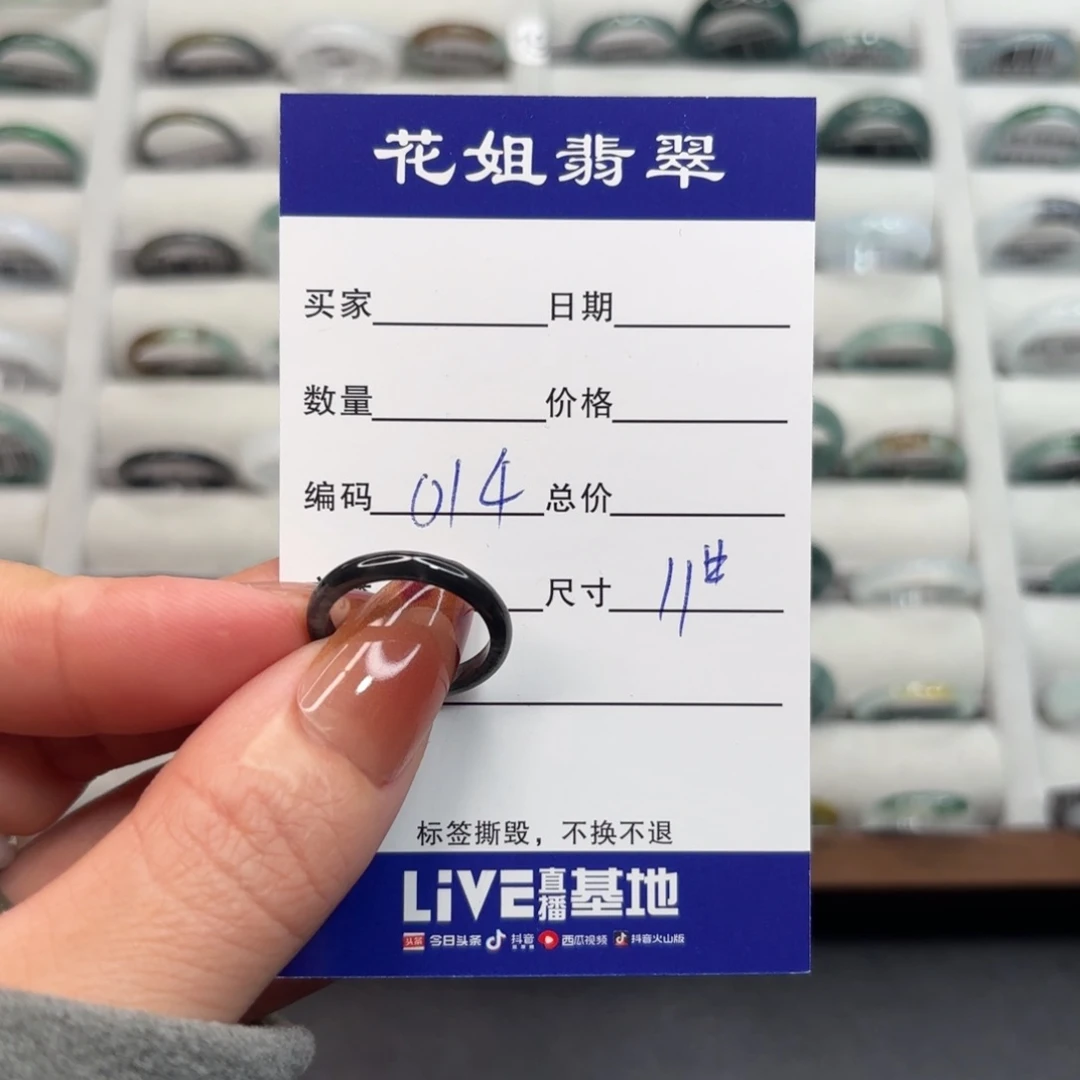 花姐翡翠
买家 日期
数量 价格
编码 014 总价
尺寸 11#
标签撕毁，不换不退
LiVE直播基地
头条 今日头条 抖音 西瓜视频 抖音火山版